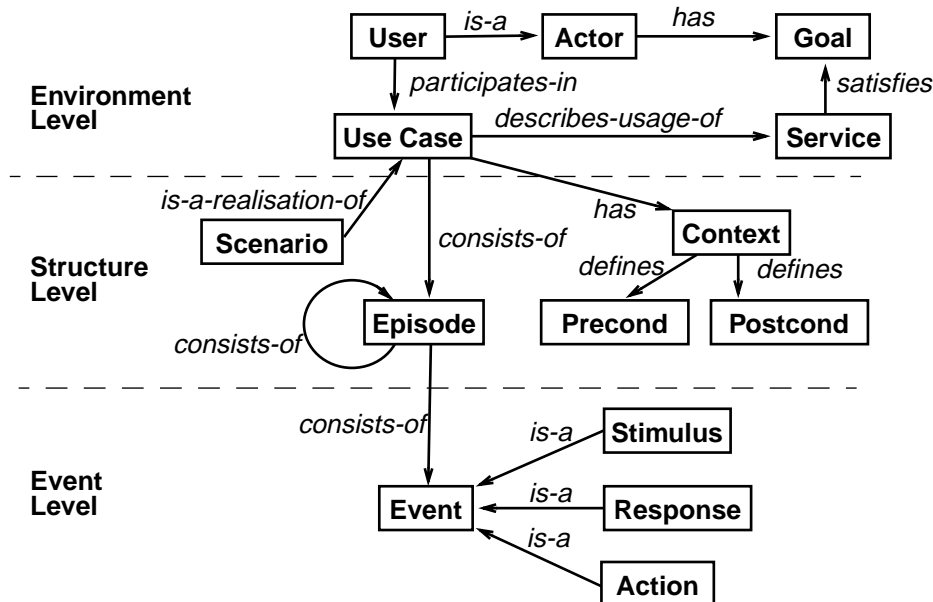 is-a
has
User
Actor
Goal
participates-in
satisfies
Environment
Level
describes-usage-of
Use Case
Service
is-a-realisation-of
has
Scenario
consists-of
Context
Structure
Level
defines
defines
Episode
Precond
Postcond
consists-of
consists-of
is-a
Stimulus
Event
Level
is-a
Event
Response
is-a
Action